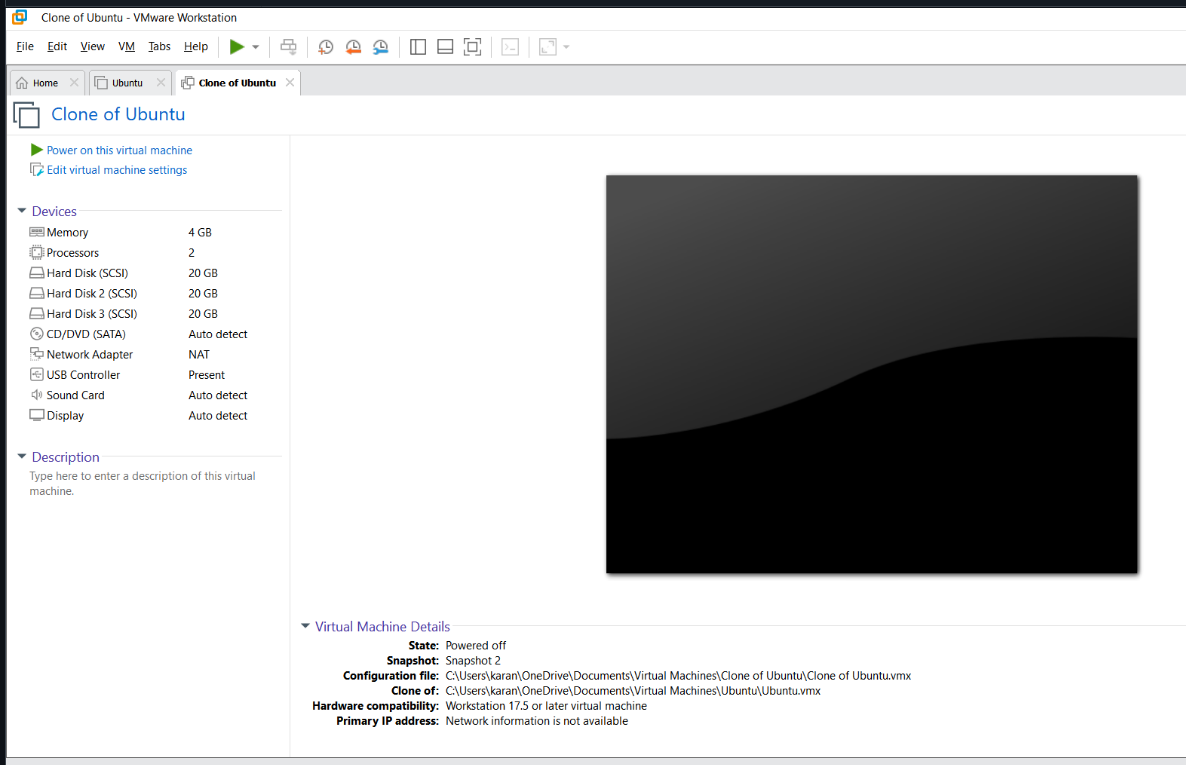 Clone of Ubuntu - VMware Workstation
File Edit View VM Tabs Help
Home Ubuntu Clone of Ubuntu
Clone of Ubuntu
Power on this virtual machine
Edit virtual machine settings
Devices
Memory 4 GB
Processors 2
Hard Disk (SCSI) 20 GB
Hard Disk 2 (SCSI) 20 GB
Hard Disk 3 (SCSI) 20 GB
CD/DVD (SATA) Auto detect
Network Adapter NAT
USB Controller Present
Sound Card Auto detect
Display Auto detect
Description
Type here to enter a description of this virtual
machine.
Virtual Machine Details
State: Powered off
Snapshot: Snapshot 2
Configuration file: C:\Users\karan\OneDrive\Documents\Virtual Machines\Clone of Ubuntu\Clone of Ubuntu.vmx
Clone of: C:\Users\karan\OneDrive\Documents\Virtual Machines\Ubuntu\Ubuntu.vmx
Hardware compatibility: Workstation 17.5 or later virtual machine
Primary IP address: Network information is not available